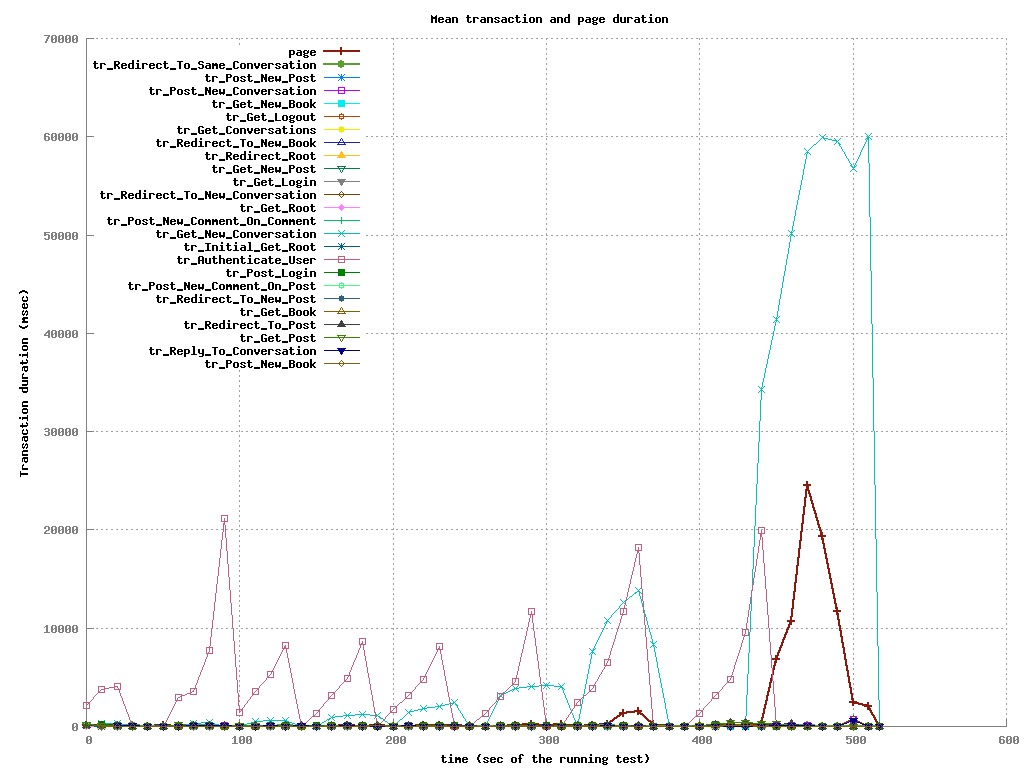 Mean transaction and page duration
70000
60000
50000
40000
30000
20000
10000
0
Transaction duration (msec)
page
tr_Redirect_To_Same_Conversation
tr_Post_New_Post
tr_Post_New_Conversation
tr_Get_New_Book
tr_Get_Logout
tr_Get_Conversations
tr_Redirect_To_New_Book
tr_Redirect_Root
tr_Get_New_Post
tr_Get_Login
tr_Redirect_To_New_Conversation
tr_Get_Root
tr_Post_New_Comment_On_Comment
tr_Get_New_Conversation
tr_Initial_Get_Root
tr_Authenticate_User
tr_Post_Login
tr_Post_New_Comment_On_Post
tr_Redirect_To_New_Post
tr_Get_Book
tr_Redirect_To_Post
tr_Get_Post
tr_Reply_To_Conversation
tr_Post_New_Book
0 100 200 300 400 500 600
time (sec of the running test)